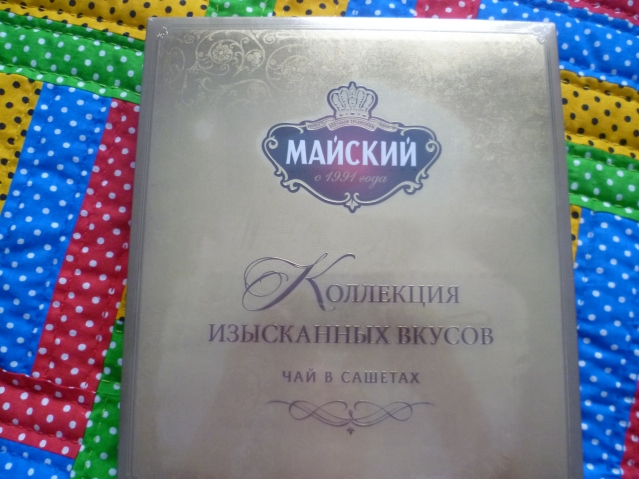 МАЙСКИЙ
с 1991 года
КОЛЛЕКЦИЯ
ИЗЫСКАННЫХ ВКУСОВ
ЧАЙ В САШЕТАХ